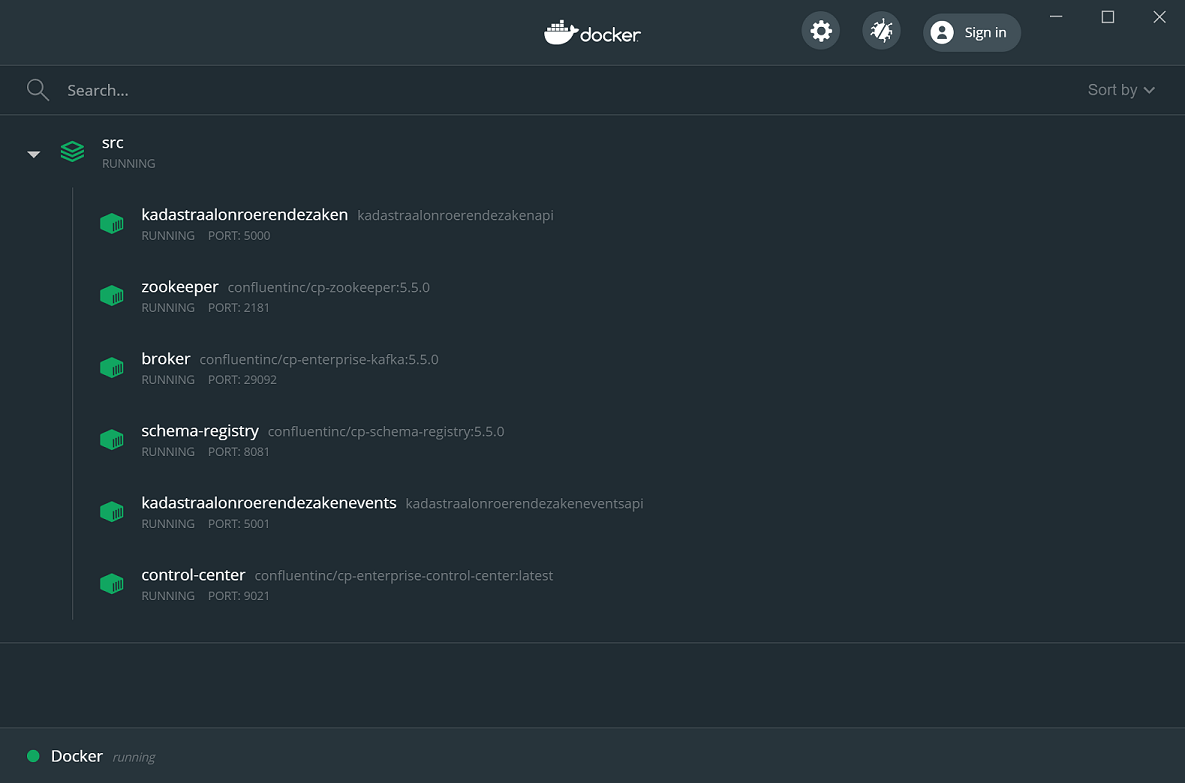 docker
Sign in
Search...
Sort by
src
RUNNING
kadastraalonroerendezaken kadastraalonroerendezakenapi
RUNNING PORT: 5000
zookeeper confluentinc/cp-zookeeper:5.5.0
RUNNING PORT: 2181
broker confluentinc/cp-enterprise-kafka:5.5.0
RUNNING PORT: 29092
schema-registry confluentinc/cp-schema-registry:5.5.0
RUNNING PORT: 8081
kadastraalonroerendezakenevents kadastraalonroerendezakeneventsapi
RUNNING PORT: 5001
control-center confluentinc/cp-enterprise-control-center:latest
RUNNING PORT: 9021
Docker running